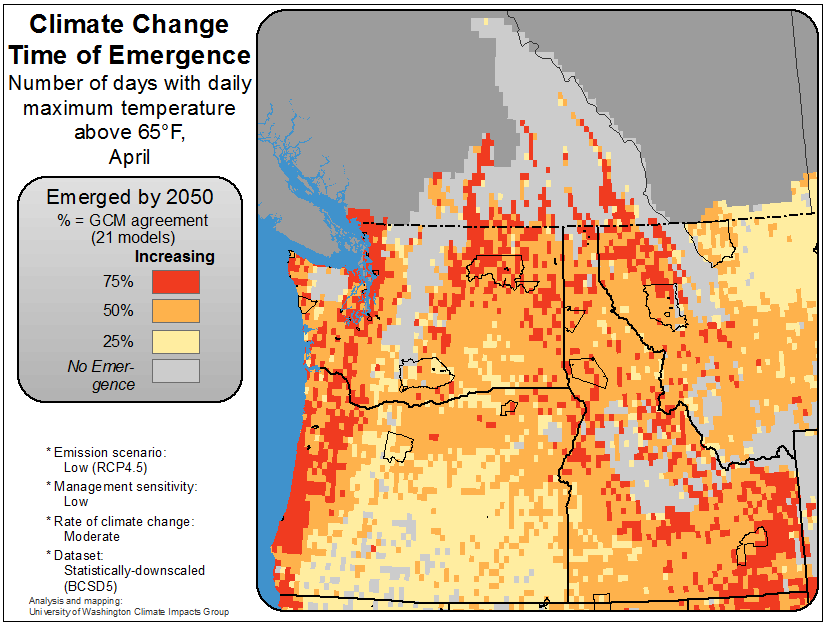 Climate Change
Time of Emergence
Number of days with daily
maximum temperature
above 65°F,
April
Emerged by 2050
% = GCM agreement
(21 models)
Increasing
75%
50%
25%
No Emer-
gence
* Emission scenario:
Low (RCP4.5)
* Management sensitivity:
Low
* Rate of climate change:
Moderate
* Dataset:
Statistically-downscaled
(BCSD5)
Analysis and mapping:
University of Washington Climate Impacts Group